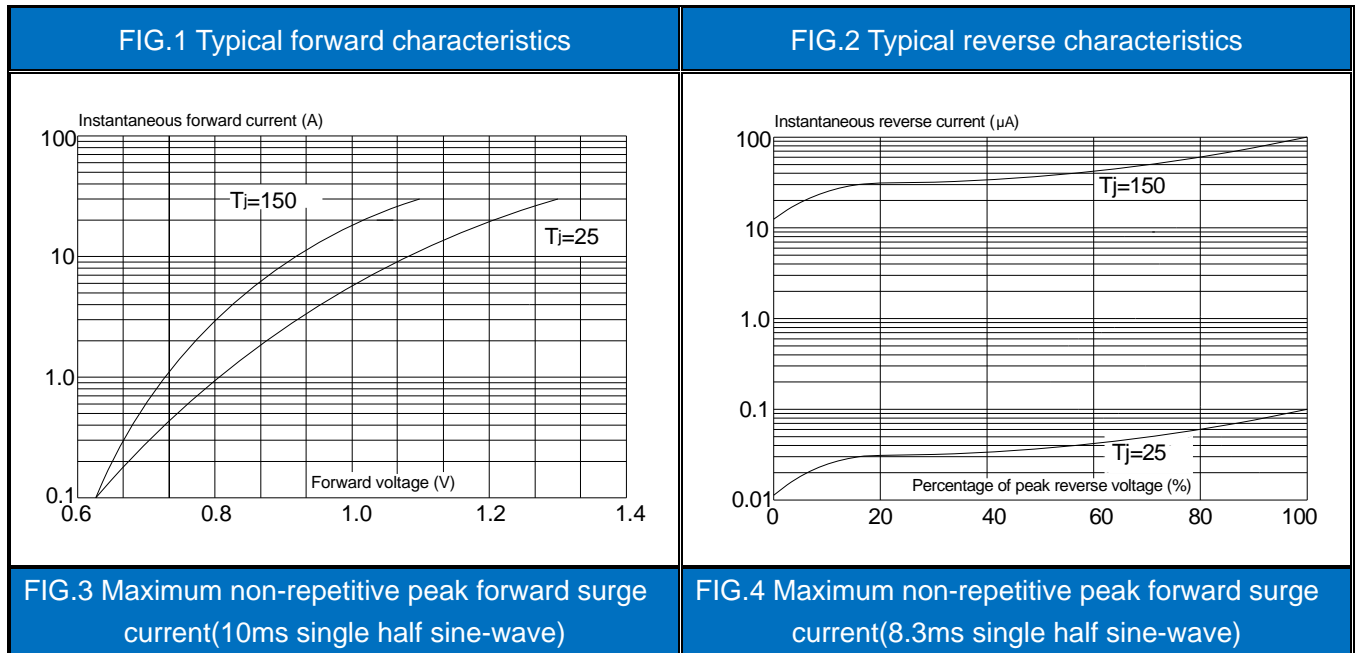 FIG.1 Typical forward characteristics
FIG.2 Typical reverse characteristics
Instantaneous forward current (A)
100
10
1.0
0.1
Tj=150
Tj=25
Forward voltage (V)
0.6 0.8 1.0 1.2 1.4
Instantaneous reverse current (μA)
100
10
1.0
0.1
0.01
Tj=150
Tj=25
Percentage of peak reverse voltage (%)
0 20 40 60 80 100
FIG.3 Maximum non-repetitive peak forward surge
current(10ms single half sine-wave)
FIG.4 Maximum non-repetitive peak forward surge
current(8.3ms single half sine-wave)